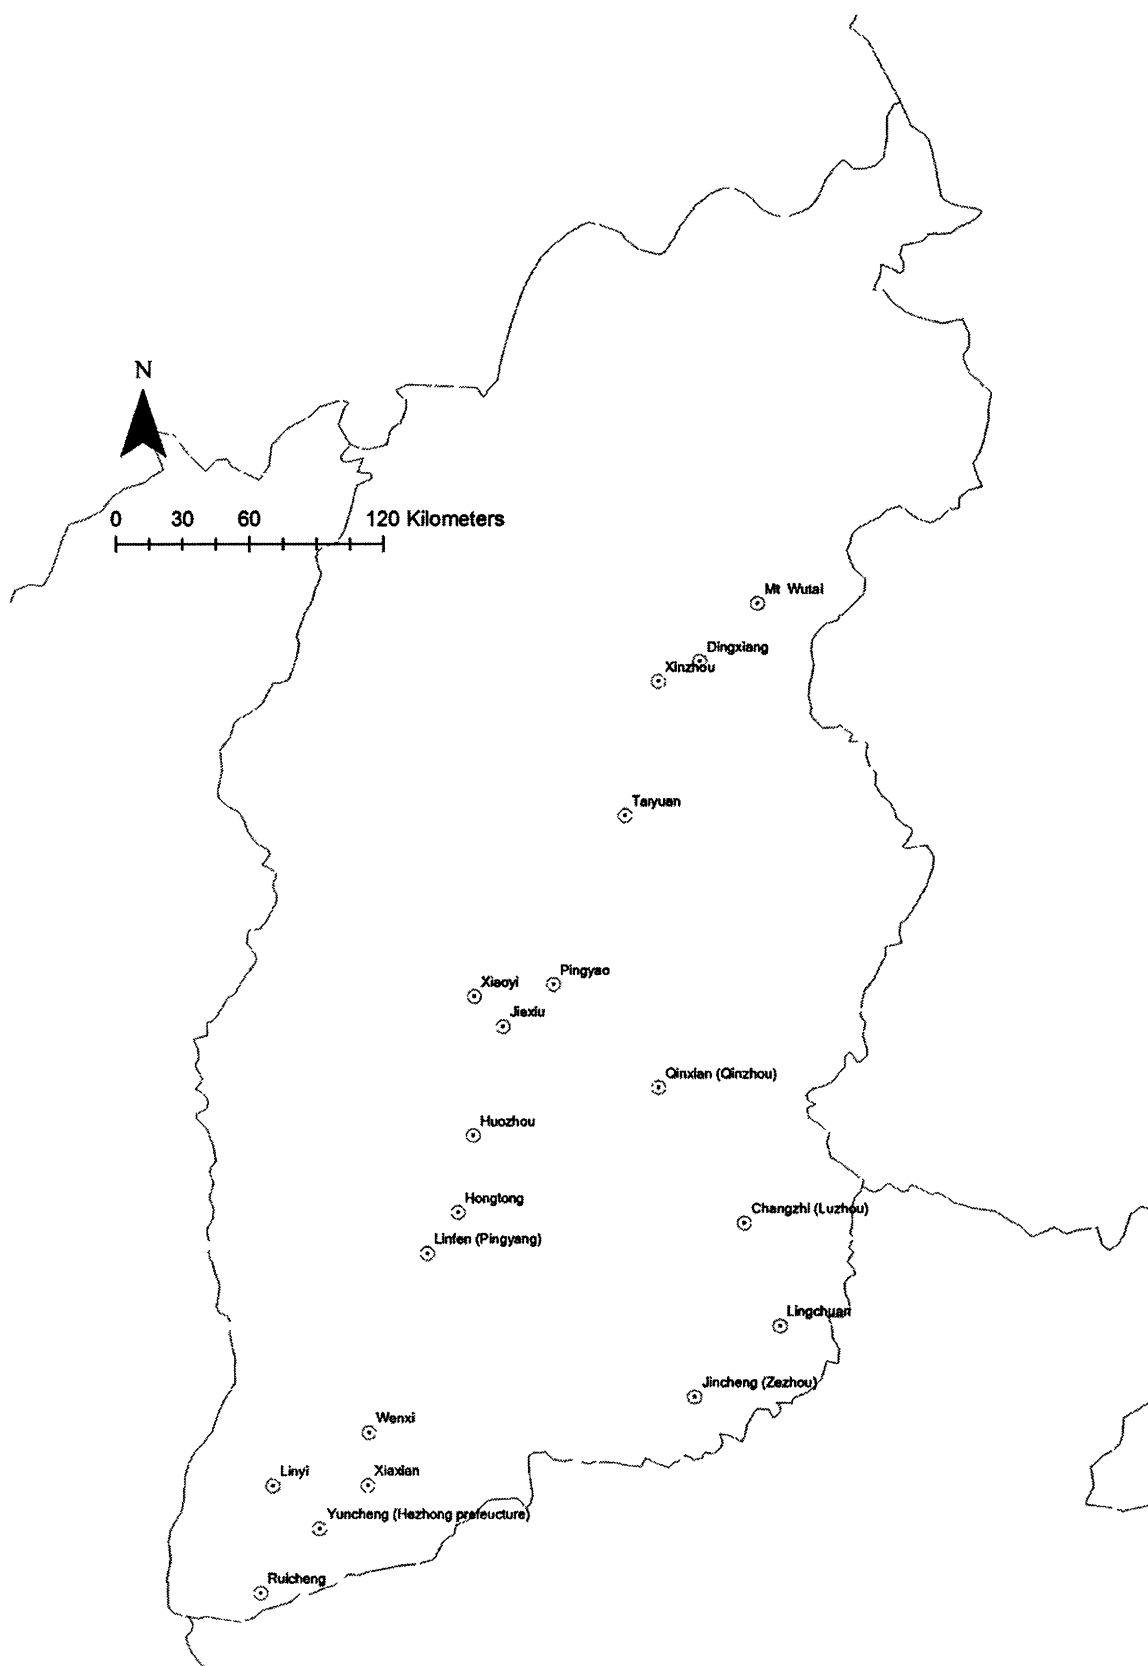 N
0 30 60 120 Kilometers
Mt Wutai
Dingxiang
Xinzhou
Taiyuan
Pingyao
Xiaoyi
Jiexiu
Qinxian (Qinzhou)
Huozhou
Hongtong
Changzhi (Luzhou)
Linfen (Pingyang)
Lingchuan
Jincheng (Zezhou)
Wenxi
Linyi
Xiaxian
Yuncheng (Hezhong prefeucture)
Ruicheng